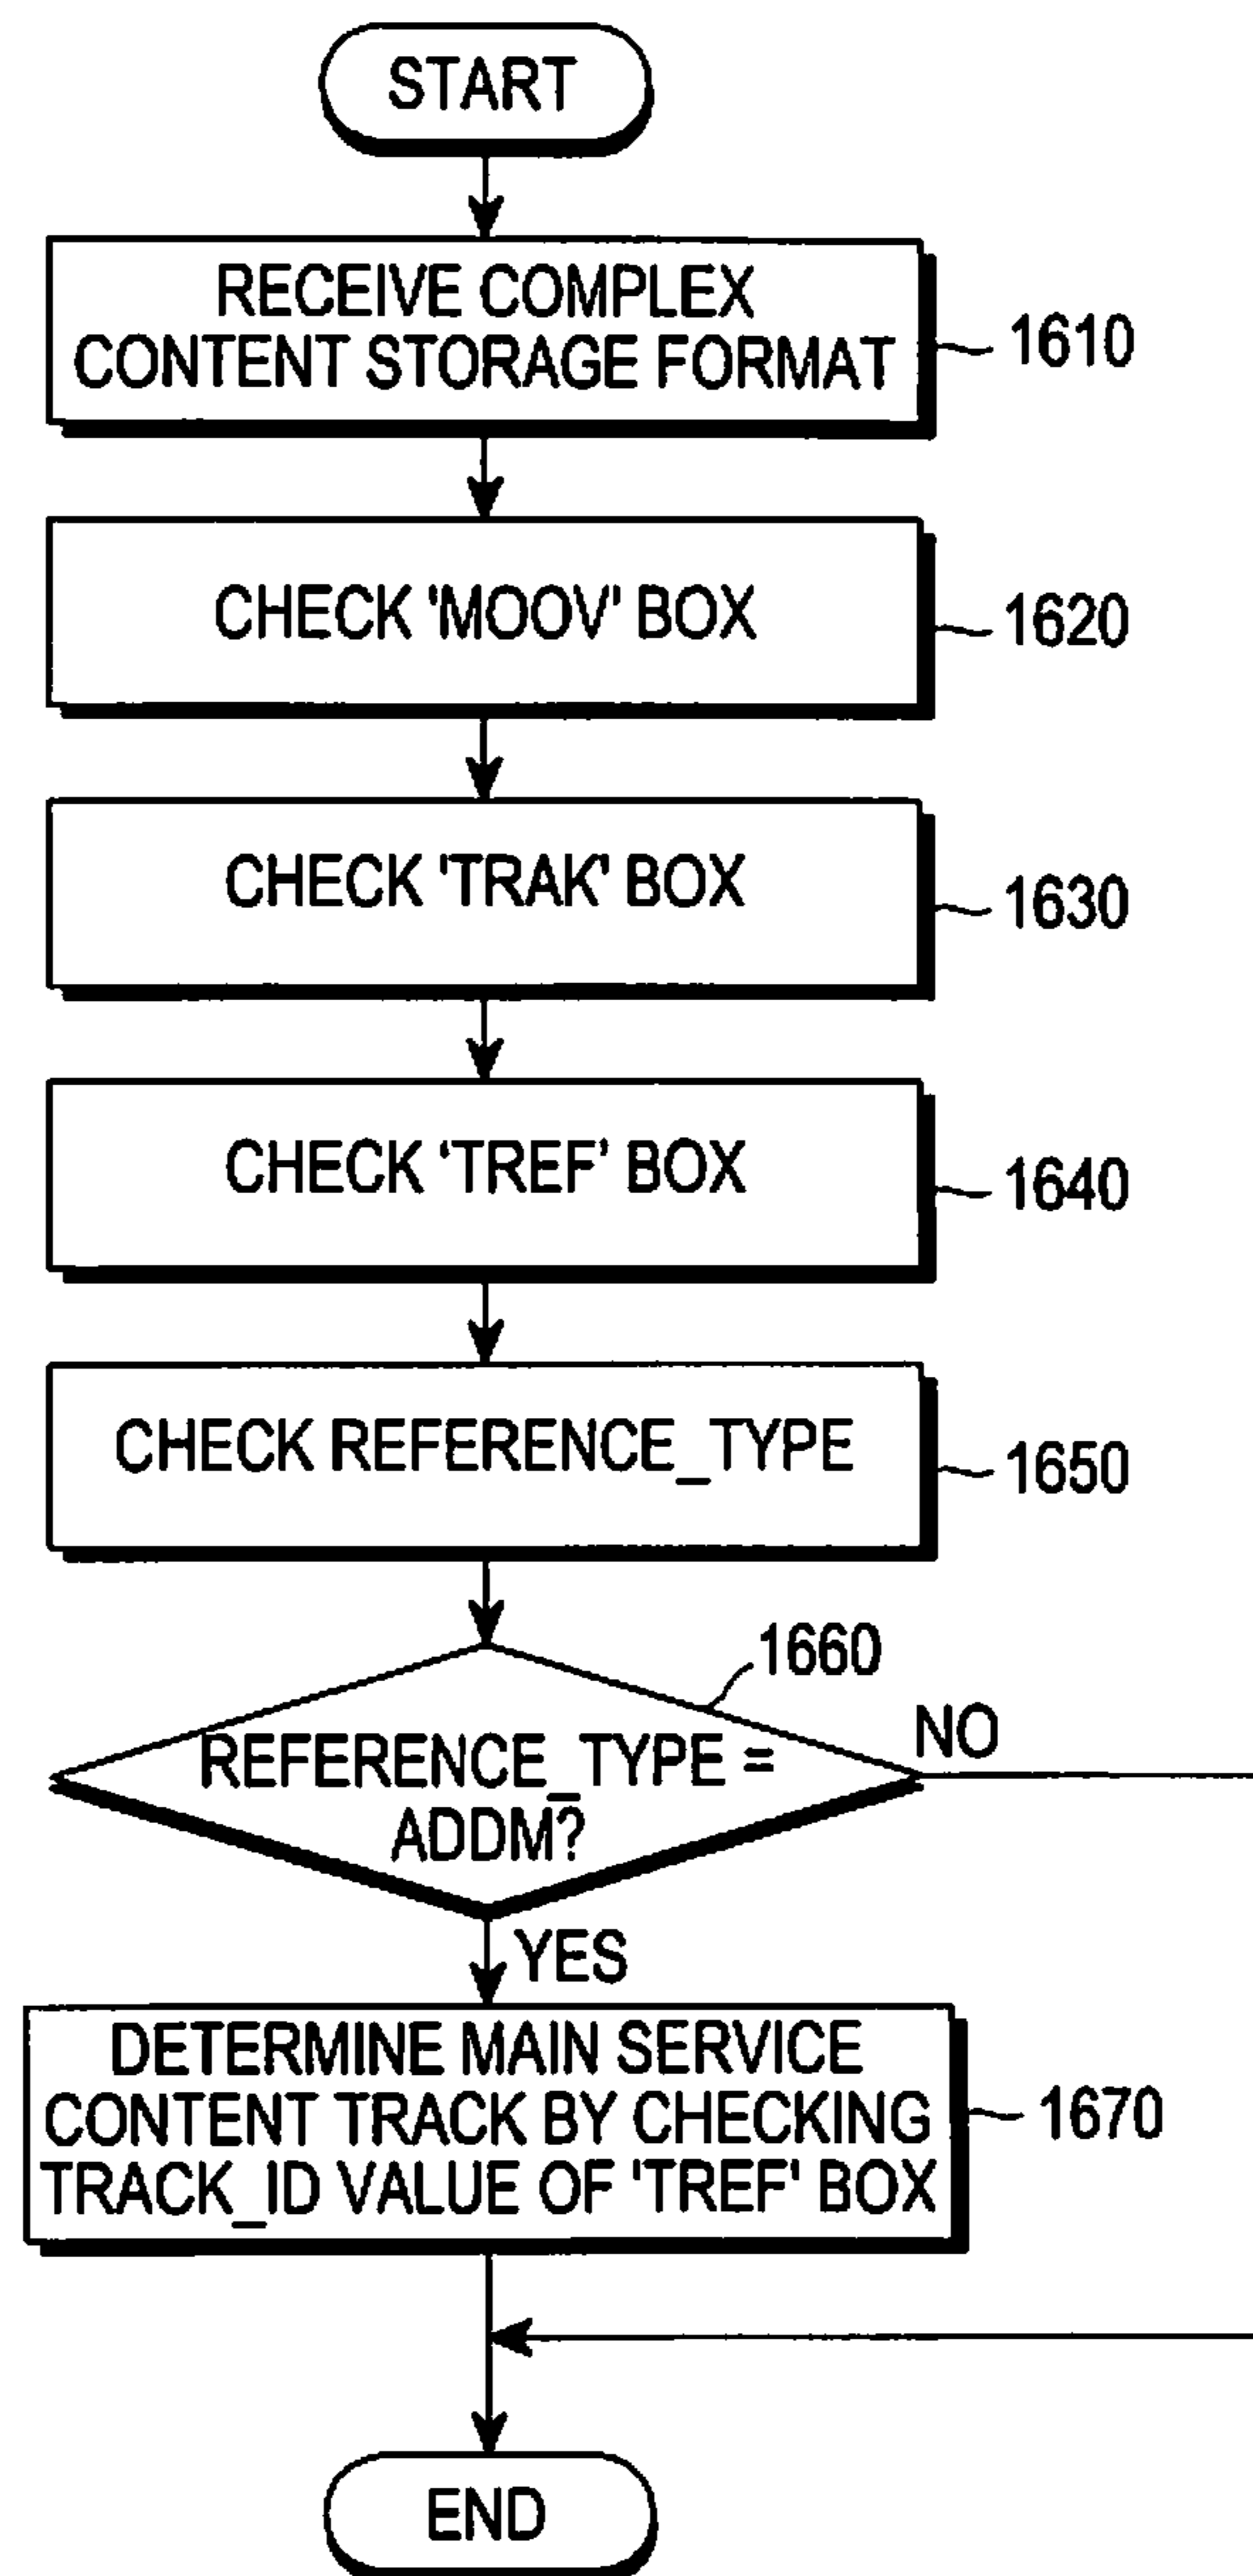 START
RECEIVE COMPLEX
CONTENT STORAGE FORMAT
1610
CHECK 'MOOV' BOX
1620
CHECK 'TRAK' BOX
1630
CHECK 'TREF' BOX
1640
CHECK REFERENCE_TYPE
1650
1660
REFERENCE_TYPE =
ADDM?
NO
YES
DETERMINE MAIN SERVICE
CONTENT TRACK BY CHECKING
TRACK_ID VALUE OF 'TREF' BOX
1670
END